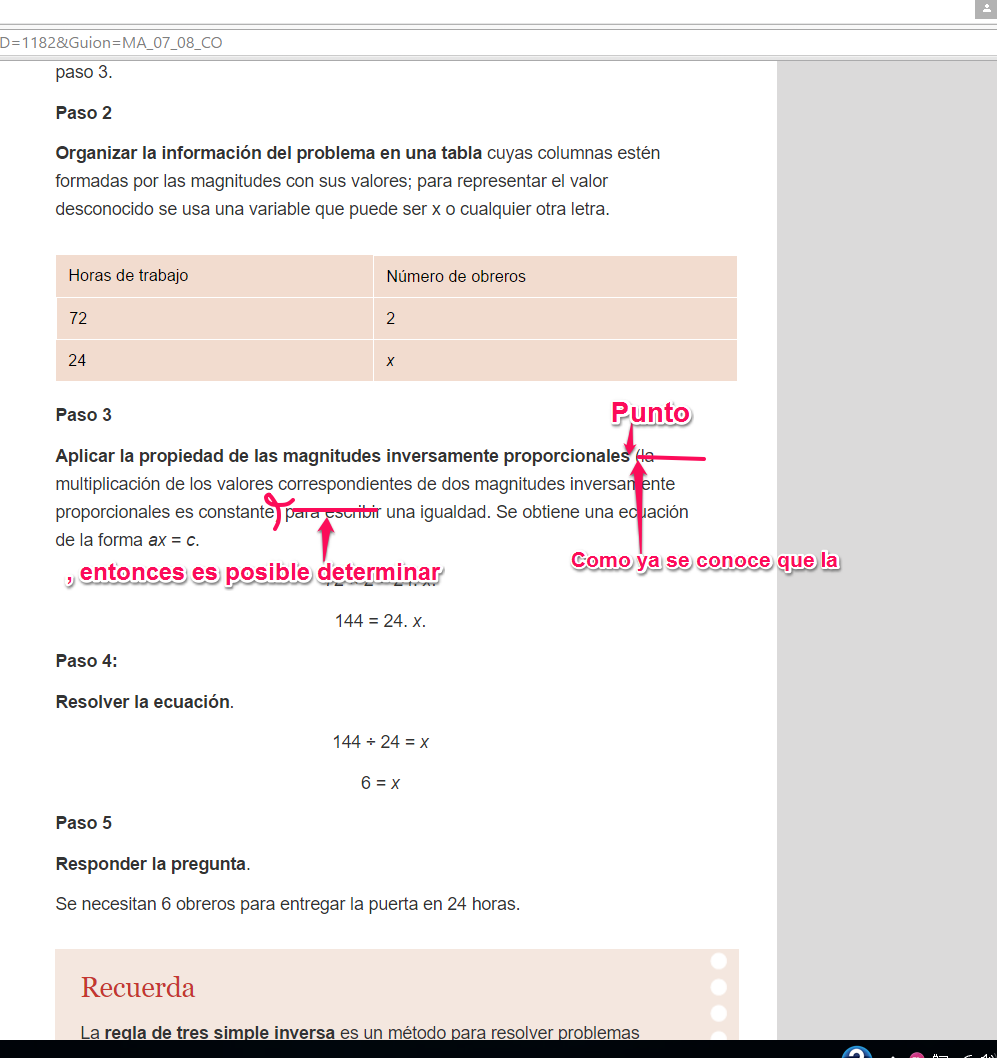 D=1182&Guion=MA_07_08_CO
paso 3.
Paso 2
Organizar la información del problema en una tabla cuyas columnas estén
formadas por las magnitudes con sus valores; para representar el valor
desconocido se usa una variable que puede ser x o cualquier otra letra.
Horas de trabajo Número de obreros
72 2
24 x
Paso 3
Punto
Aplicar la propiedad de las magnitudes inversamente proporcionales (la
multiplicación de los valores correspondientes de dos magnitudes inversamente
proporcionales es constante) para escribir una igualdad. Se obtiene una ecuación
de la forma ax = c.
Como ya se conoce que la
, entonces es posible determinar
144 = 24. x.
Paso 4:
Resolver la ecuación.
144 ÷ 24 = x
6 = x
Paso 5
Responder la pregunta.
Se necesitan 6 obreros para entregar la puerta en 24 horas.
Recuerda
La regla de tres simple inversa es un método para resolver problemas